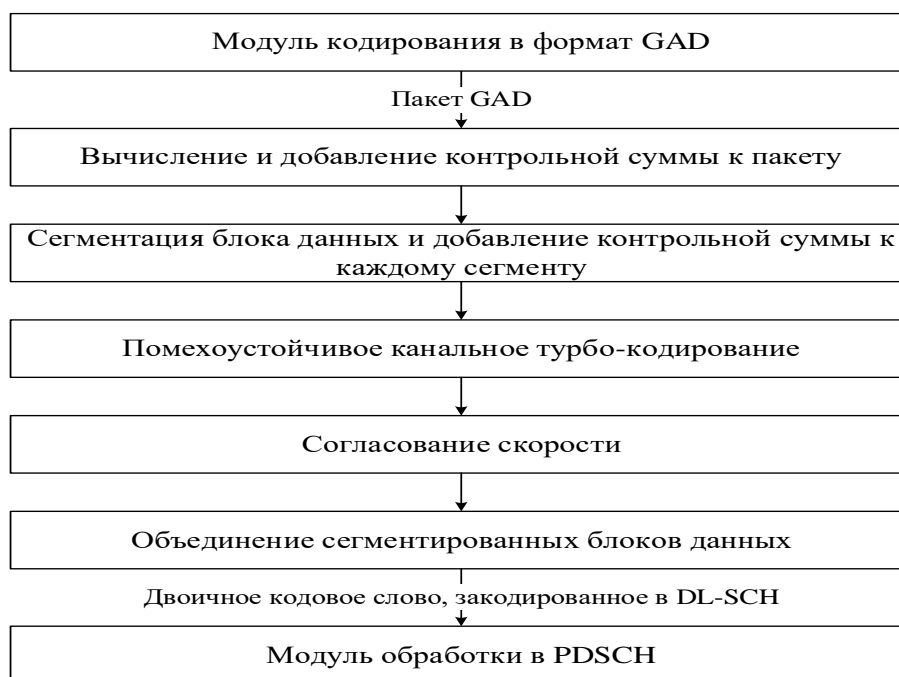 Модуль кодирования в формат GAD
Пакет GAD
Вычисление и добавление контрольной суммы к пакету
Сегментация блока данных и добавление контрольной суммы к
каждому сегменту
Помехоустойчивое канальное турбо-кодирование
Согласование скорости
Объединение сегментированных блоков данных
Двоичное кодовое слово, закодированное в DL-SCH
Модуль обработки в PDSCH